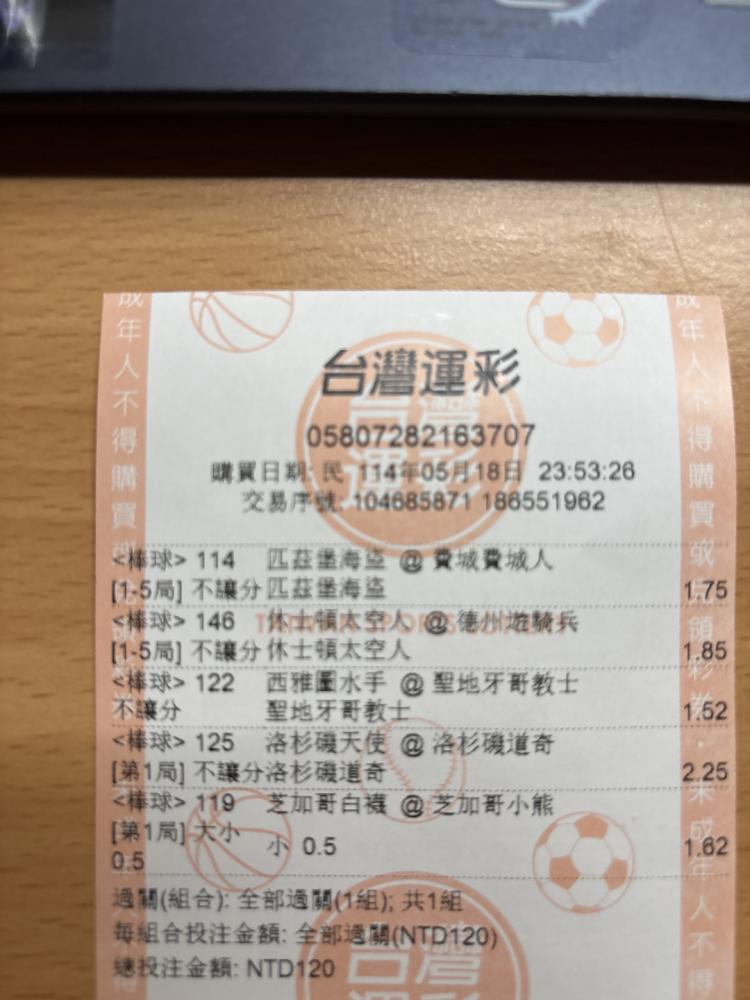 台灣運彩
05807282163707
購買日期: 民 114年05月18日 23:53:26
交易序號: 104685871 186551962
<棒球> 114 匹茲堡海盜 @ 費城費城人
[1-5局] 不讓分 匹茲堡海盜 1.75
<棒球> 146 休士頓太空人 @ 德州遊騎兵
[1-5局] 不讓分 休士頓太空人 1.85
<棒球> 122 西雅圖水手 @ 聖地牙哥教士
不讓分 聖地牙哥教士 1.52
<棒球> 125 洛杉磯天使 @ 洛杉磯道奇
[第1局] 不讓分 洛杉磯道奇 2.25
<棒球> 119 芝加哥白襪 @ 芝加哥小熊
[第1局] 大小 小 0.5 1.62
0.5
過關(組合): 全部過關(1組); 共1組
每組合投注金額: 全部過關(NTD120)
總投注金額: NTD120
成年人不得購買或
領彩
未成年人不得